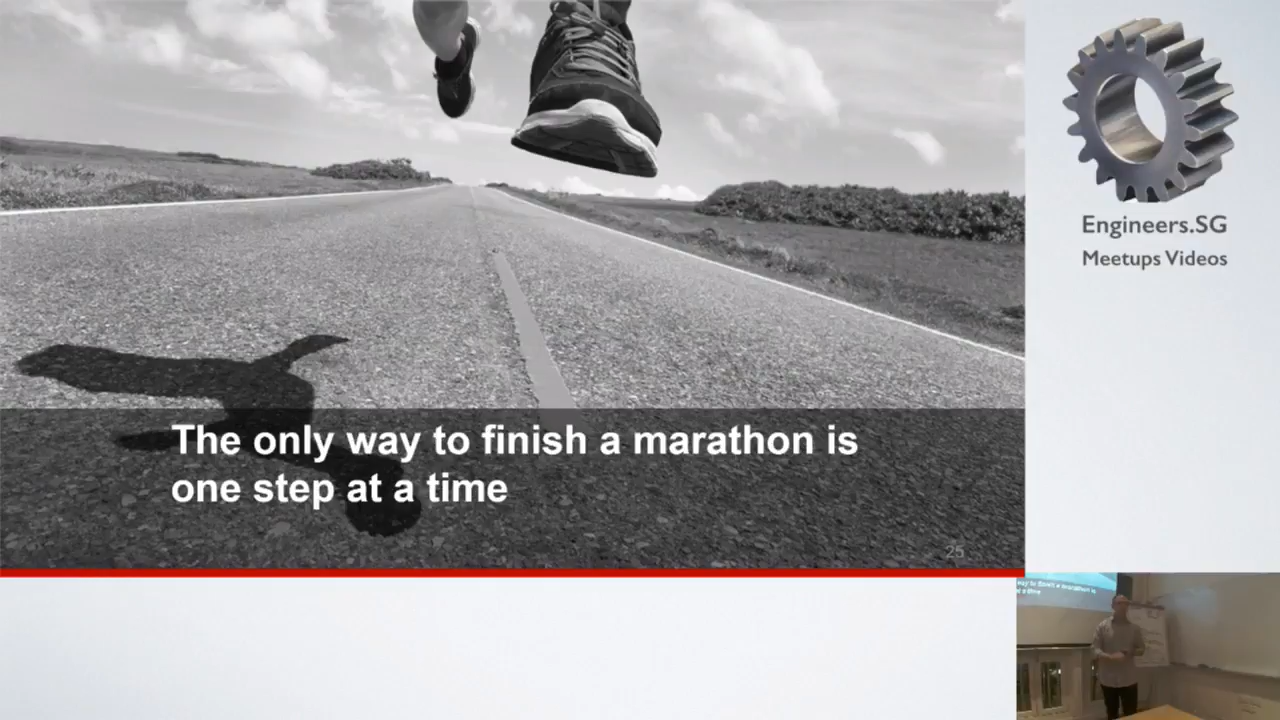 The only way to finish a marathon is
one step at a time
25
Engineers.SG
Meetups Videos